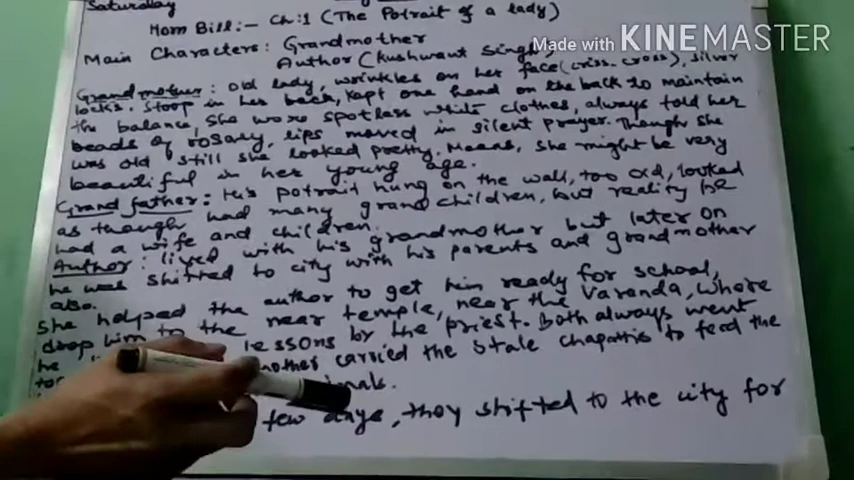 Saturday
Horn Bill:- Ch:1 (The Potrait of a lady)
Main Characters: Grandmother
Author (Kushwant Singh)
Made with KINEMASTER
Grandmother: old lady, wrinkles on her face (criss-cross), silver
locks. Stoop in her back, kept one hand on the back to maintain
the balance, she wore spotless white clothes, always told her
beads of rosary, lips moved in silent prayer. Though she
was old still she looked pretty. Means, she might be very
beautiful in her young age.
Grandfather: His potrait hung on the wall, too old, looked
as though had many grandchildren, but reality he
had a wife and children.
Author: lived with his grandmother but later on
he was shifted to city with his parents and grandmother
also.
She helped the author to get him ready for school,
drop him to the near temple, near the Varanda, where
he lessons by the priest. Both always went
carried the stale chapattis to feed the
few days, they shifted to the city for